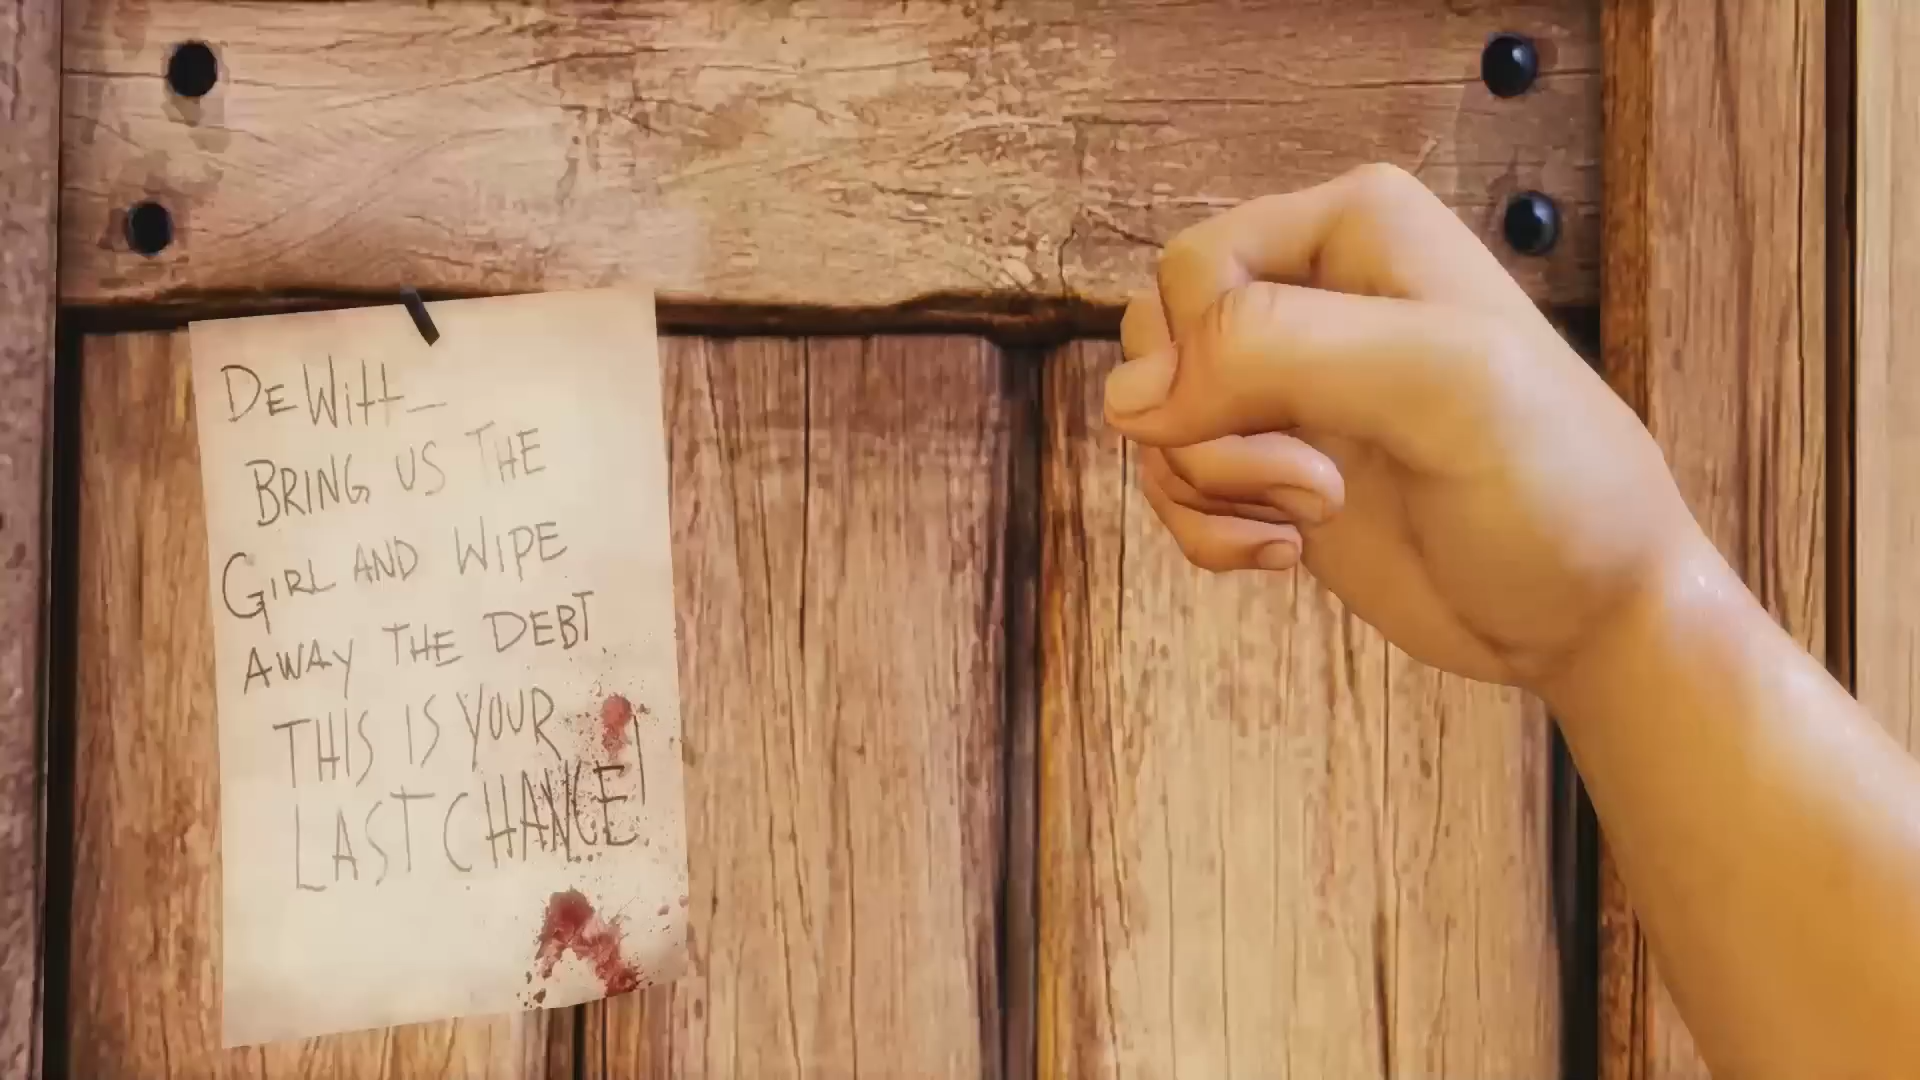 DEWitt_
BRING US THE
GIRL AND WIPE
AWAY THE DEBT
THIS IS YOUR
LAST CHANCE!